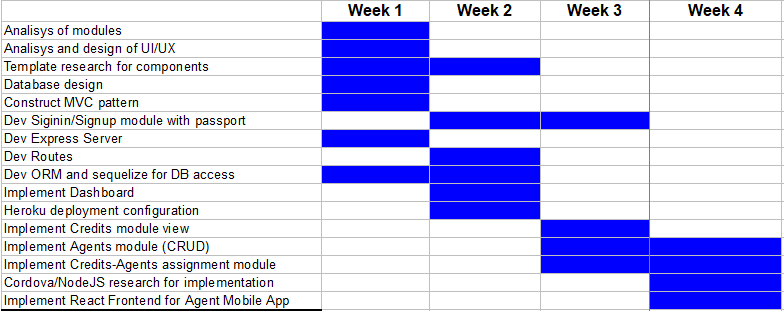 Week 1 Week 2 Week 3 Week 4
Analisys of modules
Analisys and design of UI/UX
Template research for components
Database design
Construct MVC pattern
Dev Siginin/Signup module with passport
Dev Express Server
Dev Routes
Dev ORM and sequelize for DB access
Implement Dashboard
Heroku deployment configuration
Implement Credits module view
Implement Agents module (CRUD)
Implement Credits-Agents assignment module
Cordova/NodeJS research for implementation
Implement React Frontend for Agent Mobile App